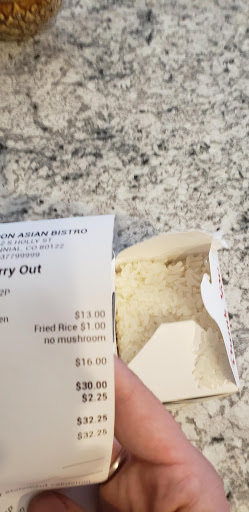 ON ASIAN BISTRO
S HOLLY ST
NIAL, CO 80122
37799999
rry Out
2P
en $13.00
Fried Rice $1.00
no mushroom
$16.00
$30.00
$2.25
$32.25
$32.25